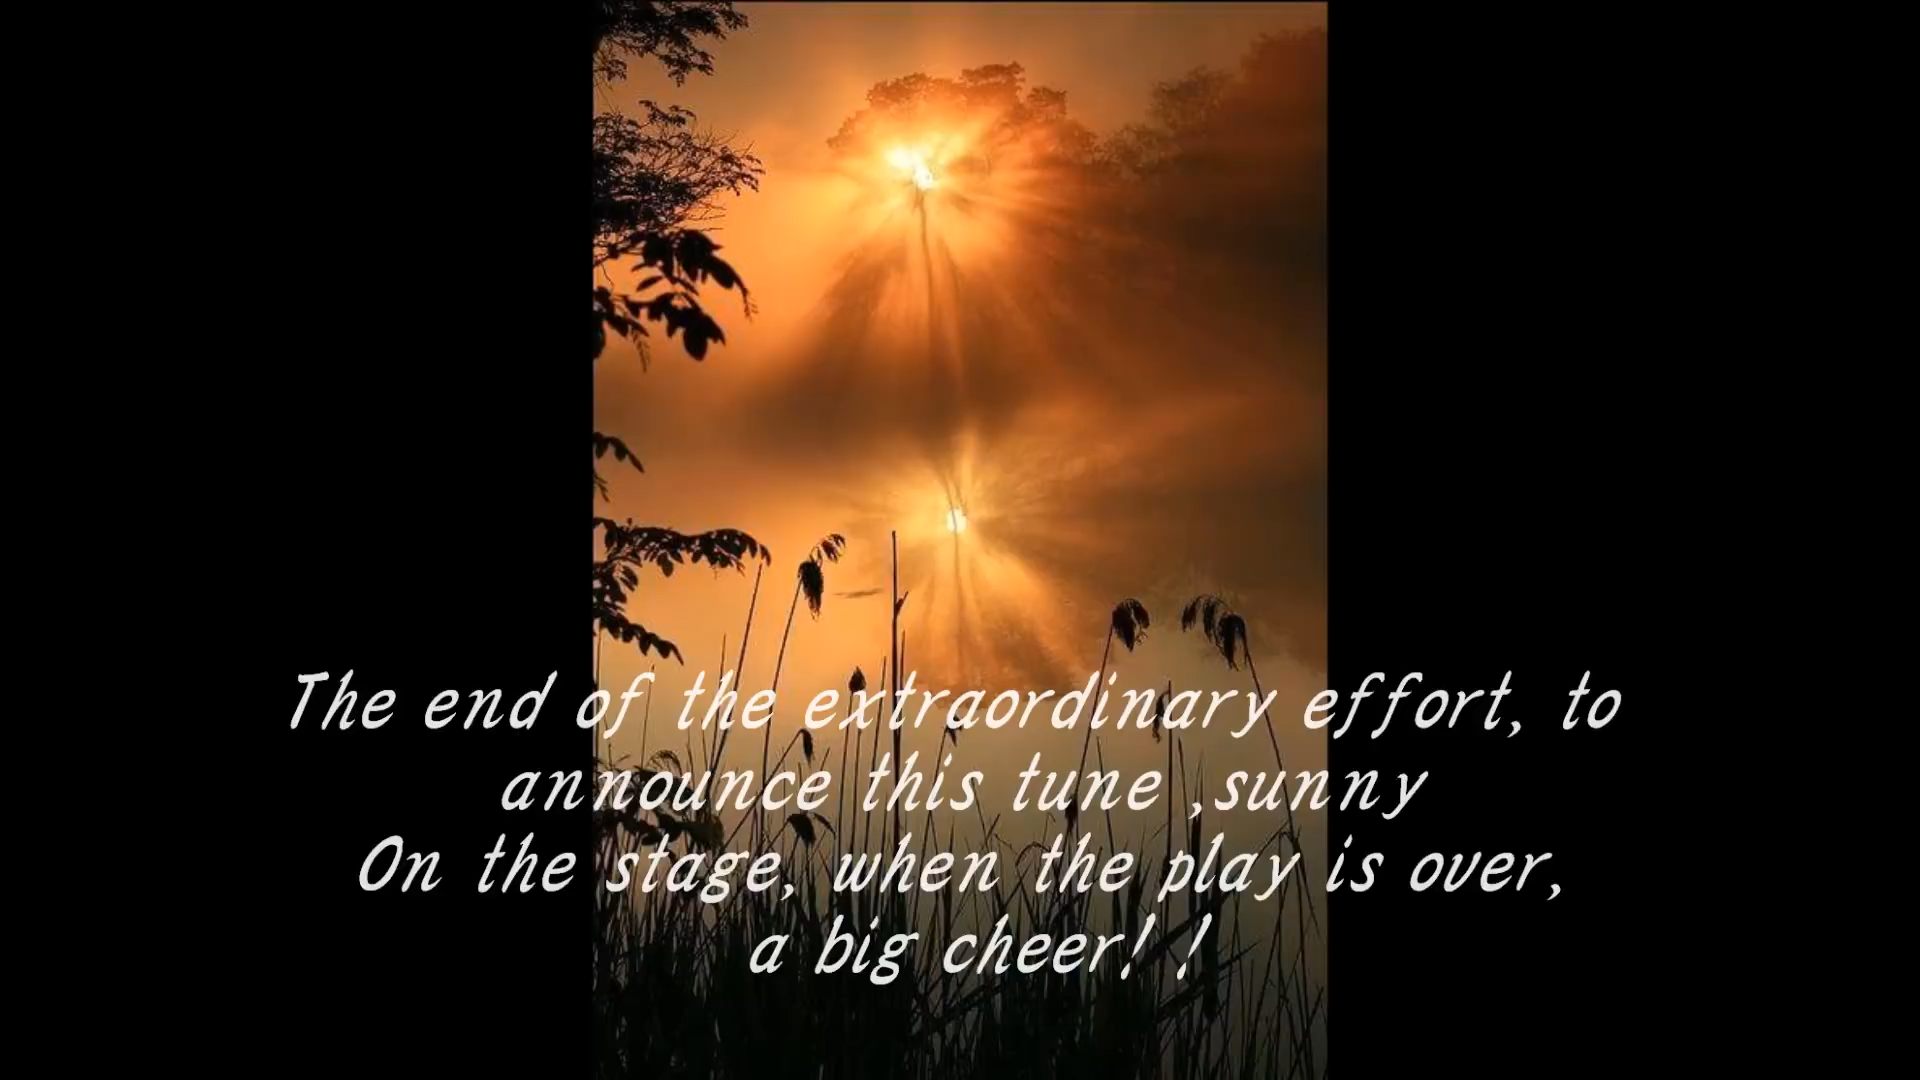 The end of the extraordinary effort, to
announce this tune ,sunny
On the stage, when the play is over,
a big cheer! !